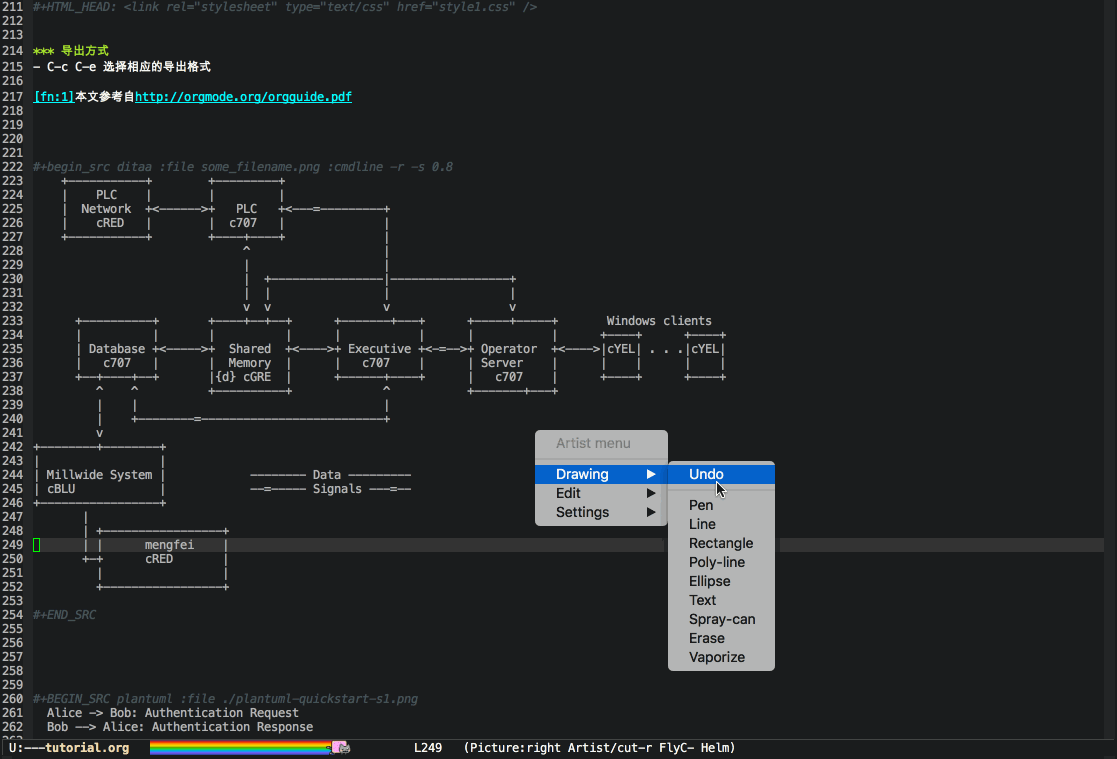 211 #+HTML_HEAD: <link rel="stylesheet" type="text/css" href="style1.css" />
212
213
214 *** 导出方式
215 - C-c C-e 选择相应的导出格式
216
217 [fn:1]本文参考自http://orgmode.org/orgguide.pdf
218
219
220
221
222 #+begin_src ditaa :file some_filename.png :cmdline -r -s 0.8
223     +-----------+        +---------+
224     |    PLC    |        |         |
225     |  Network  +<------>+   PLC   +<---=---------+
226     |    cRED   |        |  c707   |              |
227     +-----------+        +----+----+              |
228                               ^                   |
229                               |                   |
230                               |  +----------------|-----------------+
231                               |  |                |                 |
232                               v  v                v                 v
233       +----------+       +----+--+--+      +-------+---+      +-----+-----+       Windows clients
234       |          |       |          |      |           |      |           |      +----+      +----+
235       | Database +<----->+  Shared  +<---->+ Executive +<-=-->+ Operator  +<---->|cYEL| . . .|cYEL|
236       |   c707   |       |  Memory  |      |   c707    |      | Server    |      |    |      |    |
237       +--+----+--+       |{d} cGRE  |      +------+----+      |   c707    |      +----+      +----+
238          ^    ^          +----------+             ^           +-------+---+
239          |    |                                   |
240          |    +--------=--------------------------+
241          v
242 +--------+--------+
243 |                 |
244 | Millwide System |            -------- Data ---------
245 | cBLU            |            --=----- Signals ---=--
246 +-----------------+
247        |
248        | +-----------------+
249        | |     mengfei    |
250        +-+     cRED       |
251          |                |
252          +-----------------+
253
254 #+END_SRC
255
256
257
258
259
260 #+BEGIN_SRC plantuml :file ./plantuml-quickstart-s1.png
261   Alice -> Bob: Authentication Request
262   Bob --> Alice: Authentication Response
Artist menu
Drawing
Edit
Settings
Undo
Pen
Line
Rectangle
Poly-line
Ellipse
Text
Spray-can
Erase
Vaporize
U:---tutorial.org L249 (Picture:right Artist/cut-r FlyC- Helm)